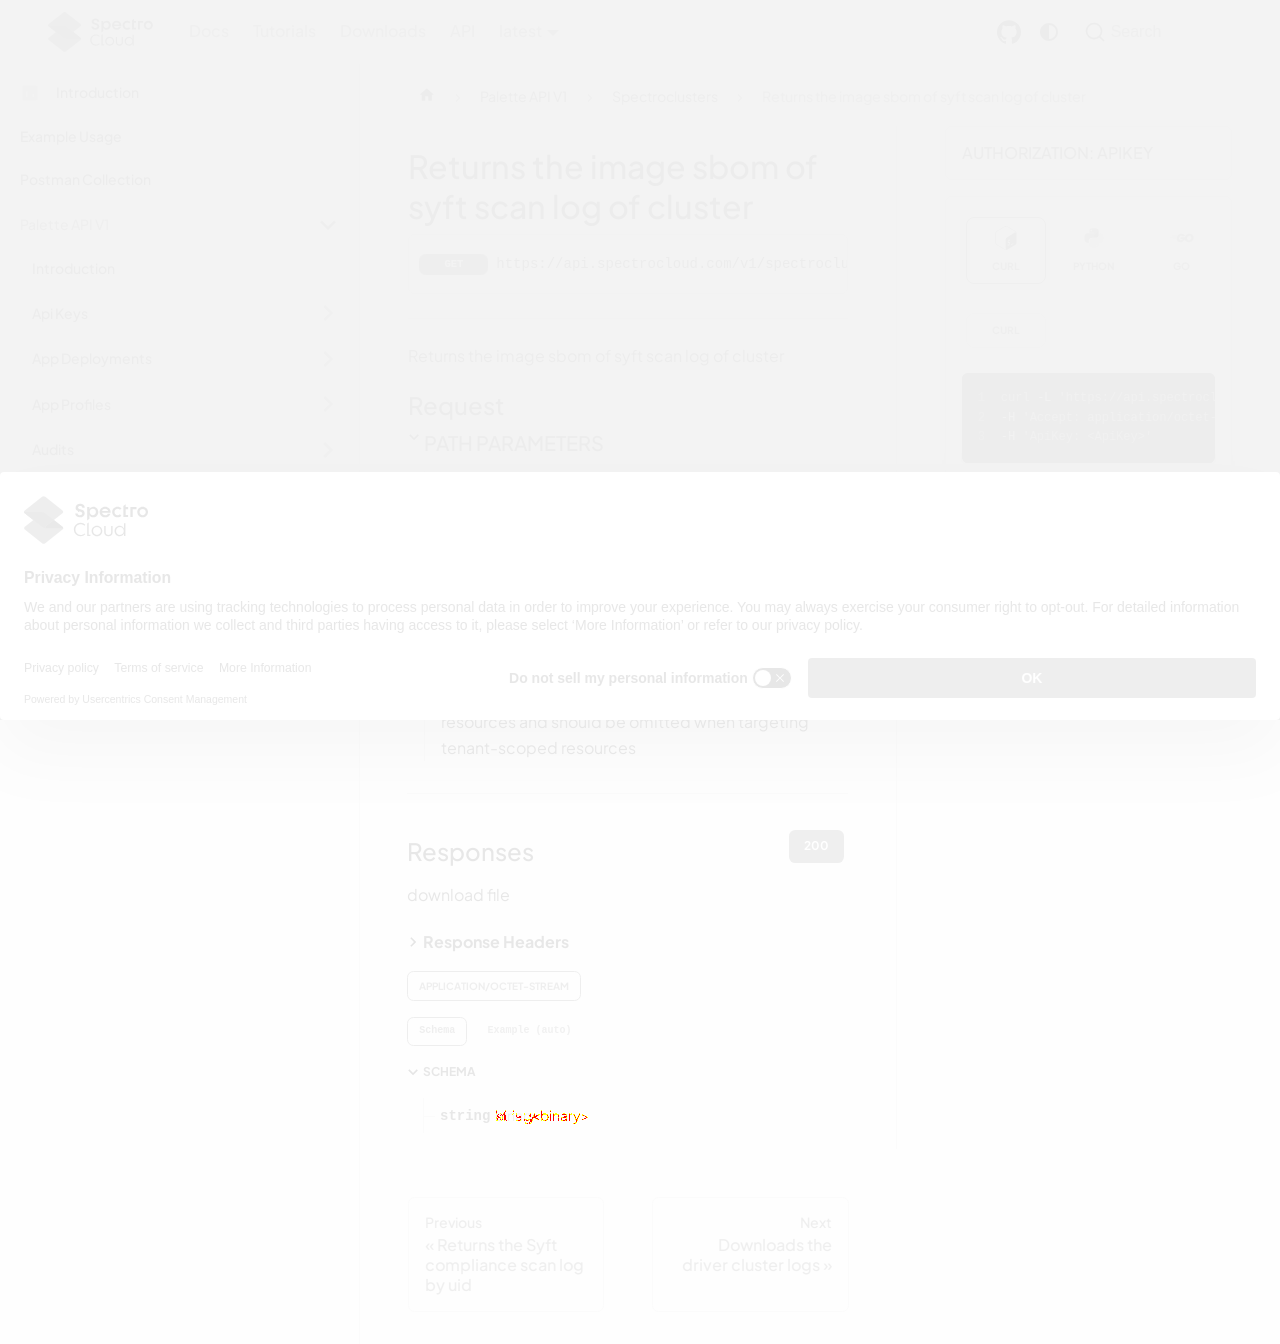 Spectro Cloud
Docs Tutorials Downloads API latest
Search
Introduction
Example Usage
Postman Collection
Palette API V1
Introduction
Api Keys
App Deployments
App Profiles
Audits
Palette API V1
Spectroclusters
Returns the image sbom of syft scan log of cluster
Returns the image sbom of
syft scan log of cluster
GET
Returns the image sbom of syft scan log of cluster
Request
PATH PARAMETERS
AUTHORIZATION: APIKEY
CURL
PYTHON
GO
CURL
Spectro
Cloud
Privacy Information
We and our partners are using tracking technologies to process personal data in order to improve your experience. You may always exercise your consumer right to opt-out. For detailed information
about personal information we collect and third parties having access to it, please select 'More Information' or refer to our privacy policy.
Privacy policy Terms of service More Information
Do not sell my personal information
OK
Powered by Usercentrics Consent Management
resources and should be omitted when targeting
tenant-scoped resources
Responses
200
download file
Response Headers
APPLICATION/OCTET-STREAM
Schema Example (auto)
SCHEMA
string
Previous
« Returns the Syft
compliance scan log
by uid
Next
Downloads the
driver cluster logs »